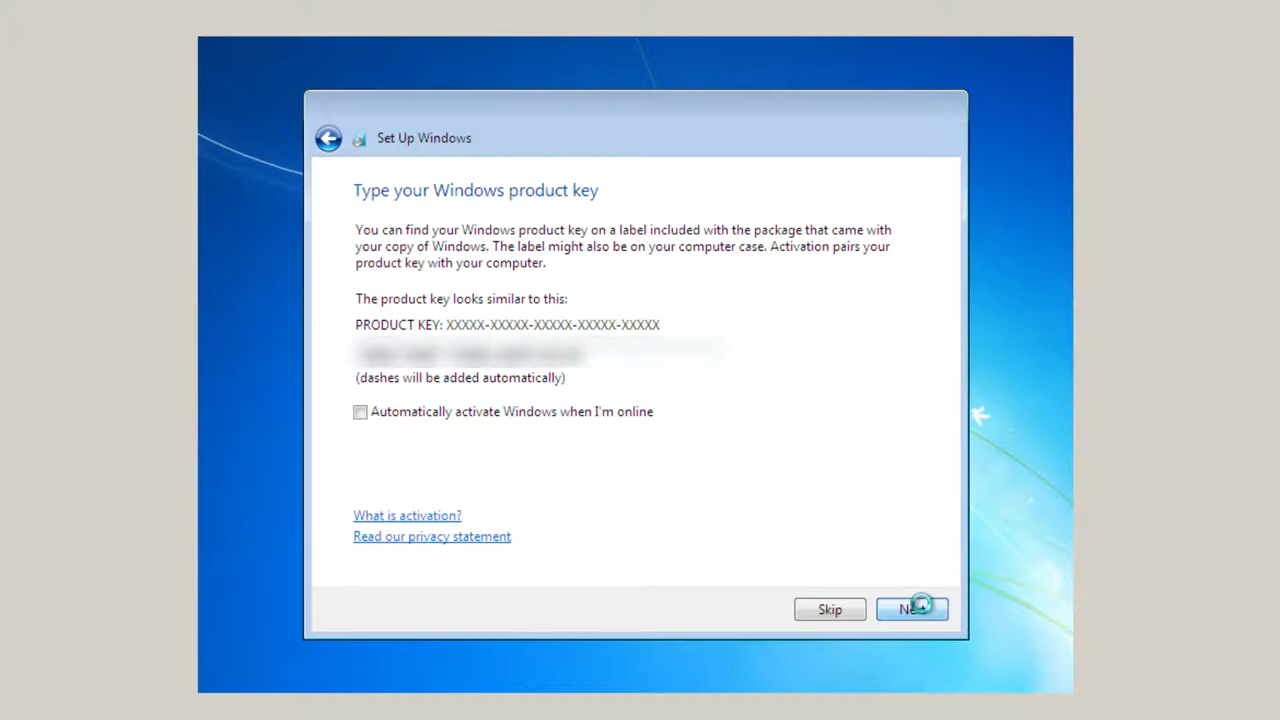 Set Up Windows
Type your Windows product key
You can find your Windows product key on a label included with the package that came with
your copy of Windows. The label might also be on your computer case. Activation pairs your
product key with your computer.
The product key looks similar to this:
PRODUCT KEY: XXXXX-XXXXX-XXXXX-XXXXX-XXXXX
(dashes will be added automatically)
Automatically activate Windows when I'm online
What is activation?
Read our privacy statement
Skip